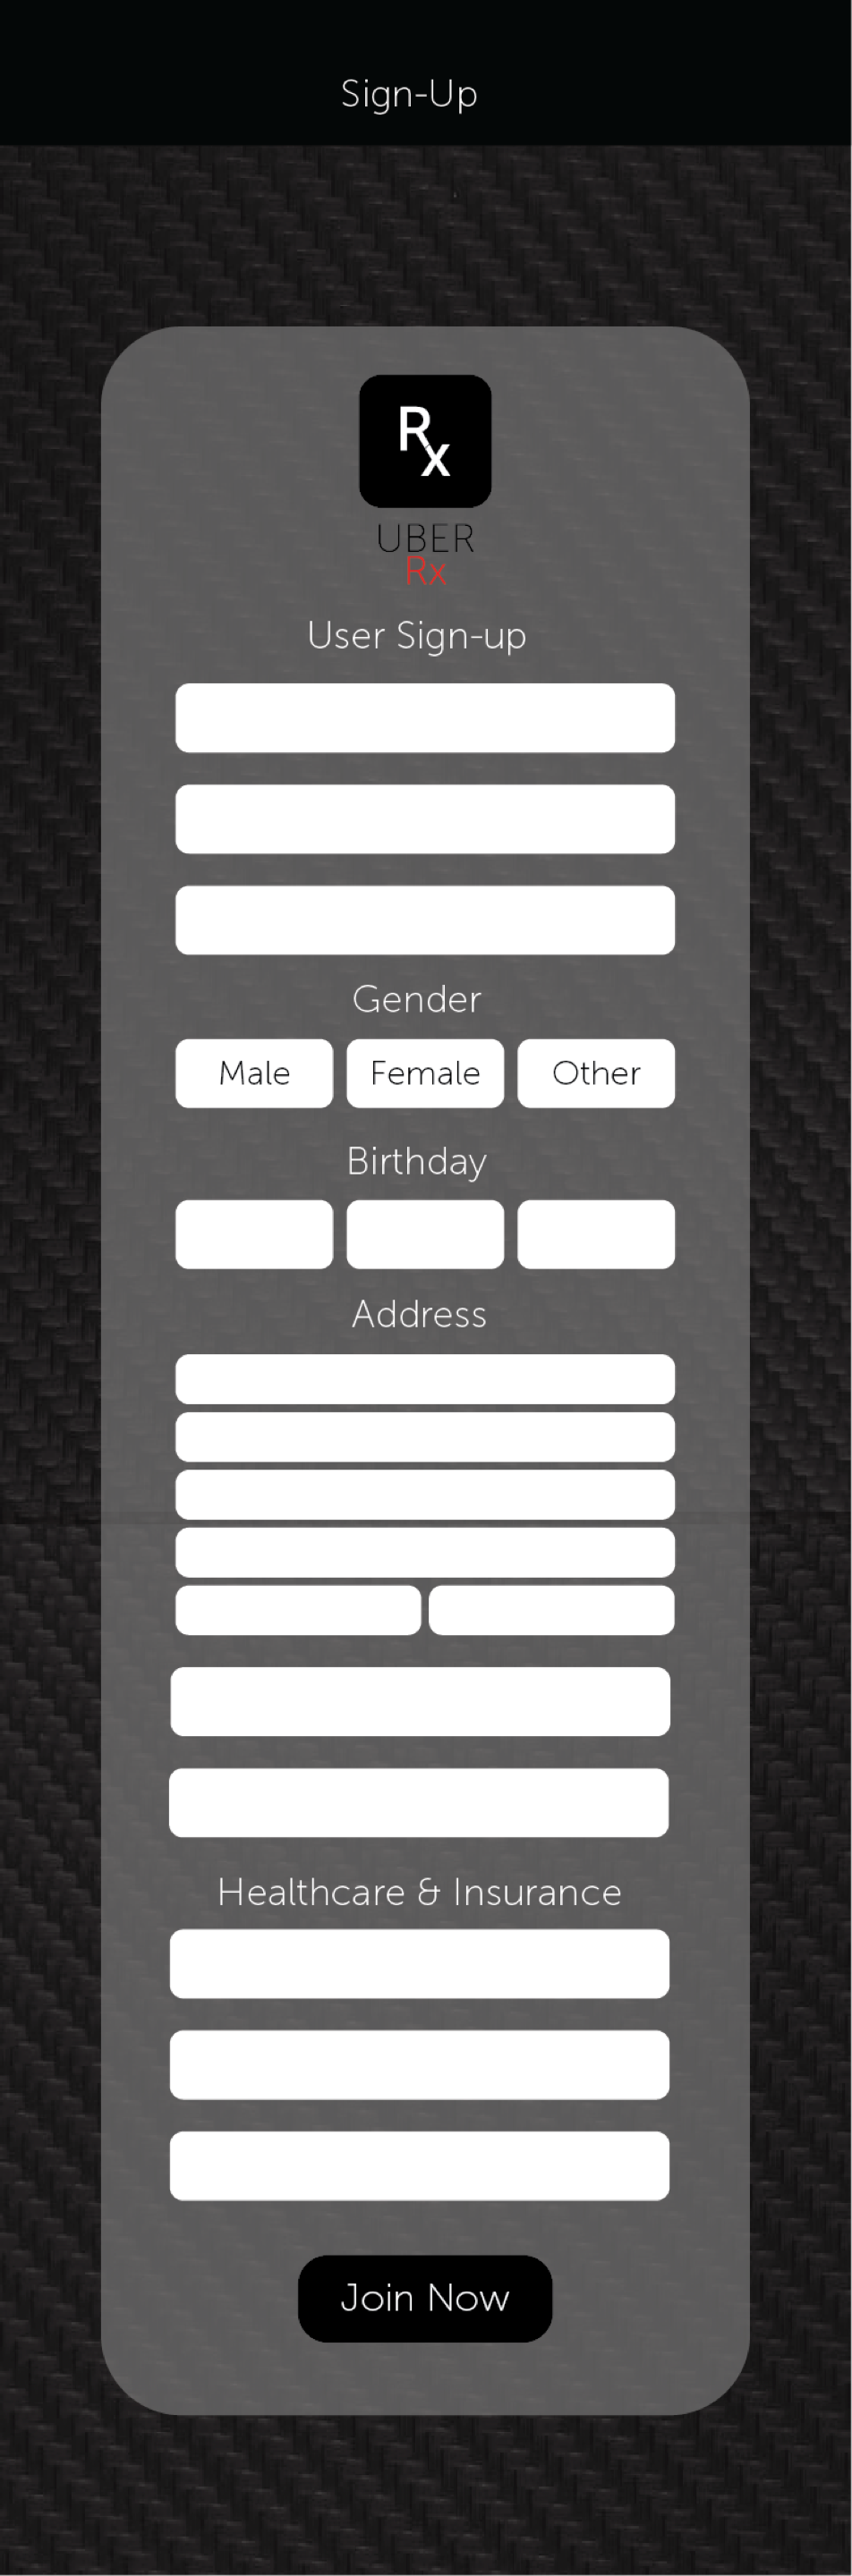 Sign-Up
Rx
UBER
Rx
User Sign-up
Gender
Male Female Other
Birthday
Address
Healthcare & Insurance
Join Now